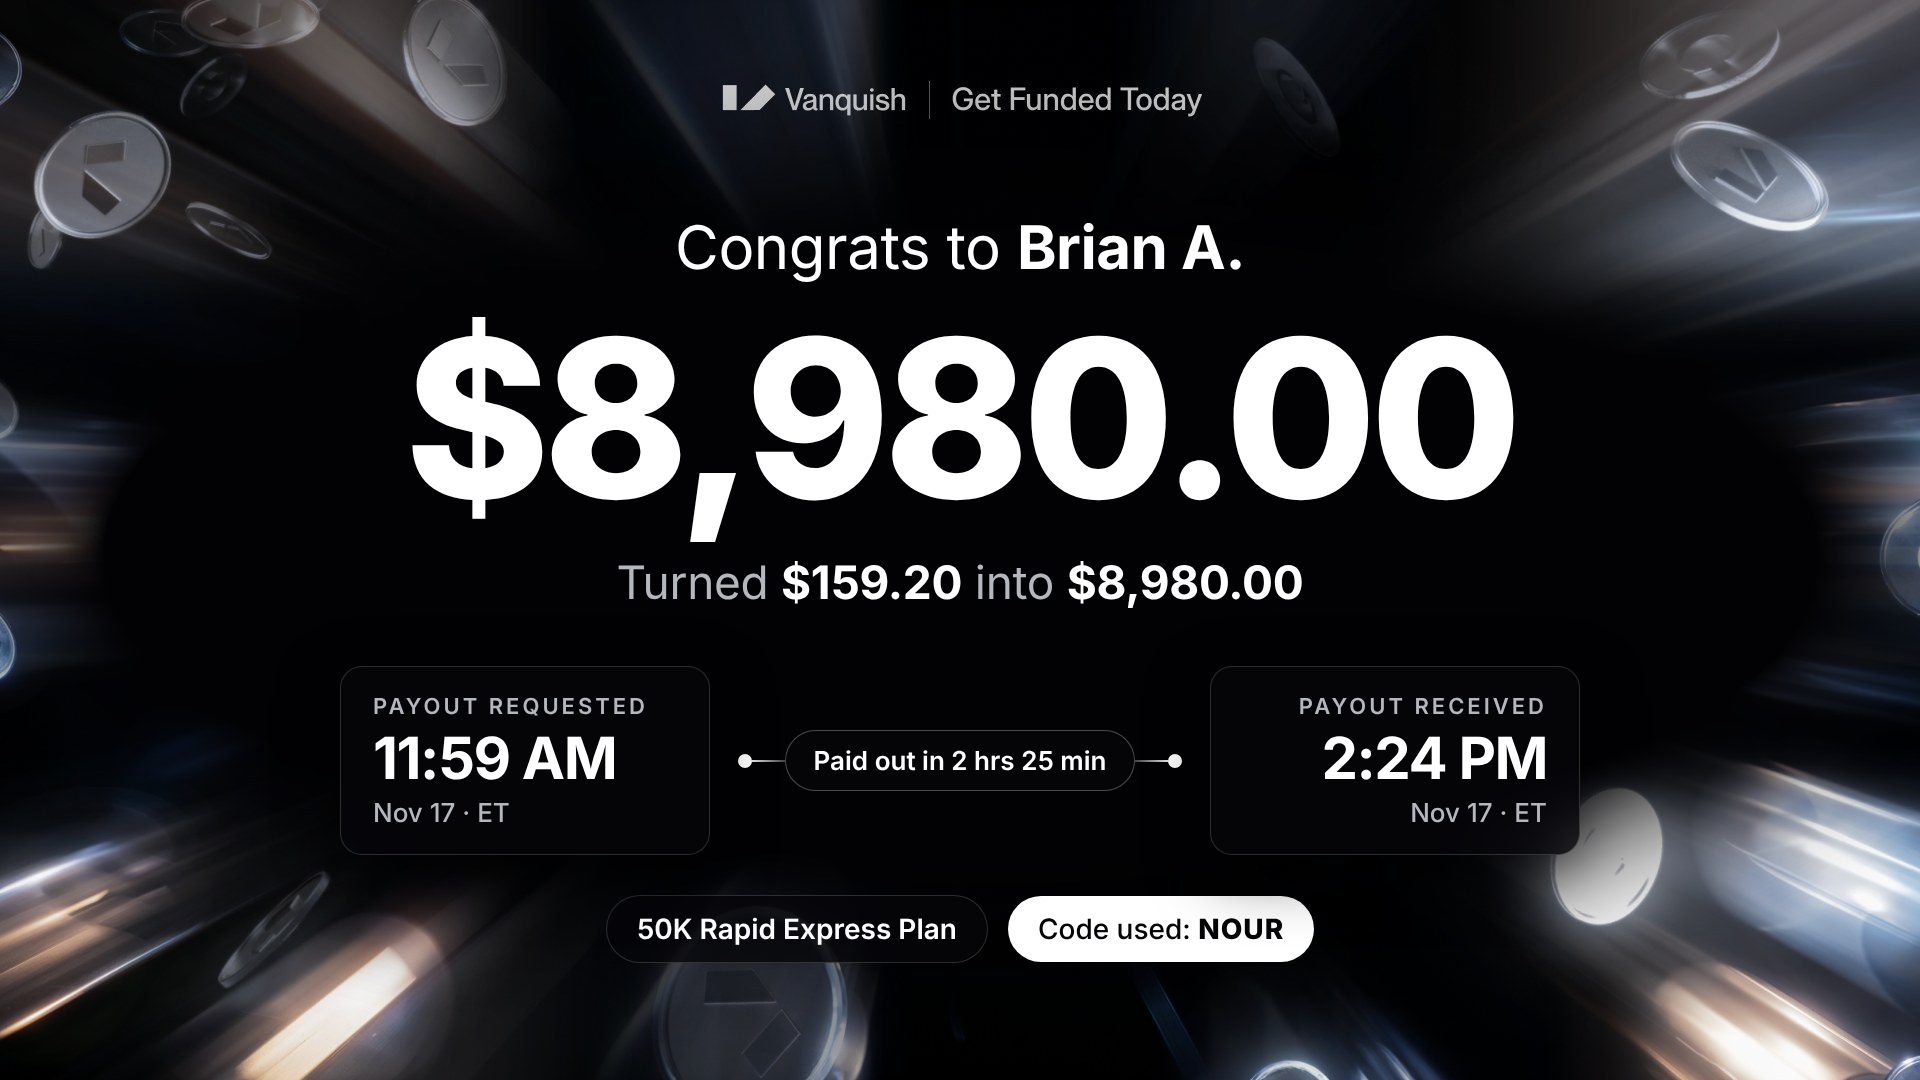 Vanquish | Get Funded Today
Congrats to Brian A.
$8,980.00
Turned $159.20 into $8,980.00
PAYOUT REQUESTED
11:59 AM
Nov 17 · ET
Paid out in 2 hrs 25 min
PAYOUT RECEIVED
2:24 PM
Nov 17 · ET
50K Rapid Express Plan
Code used: NOUR